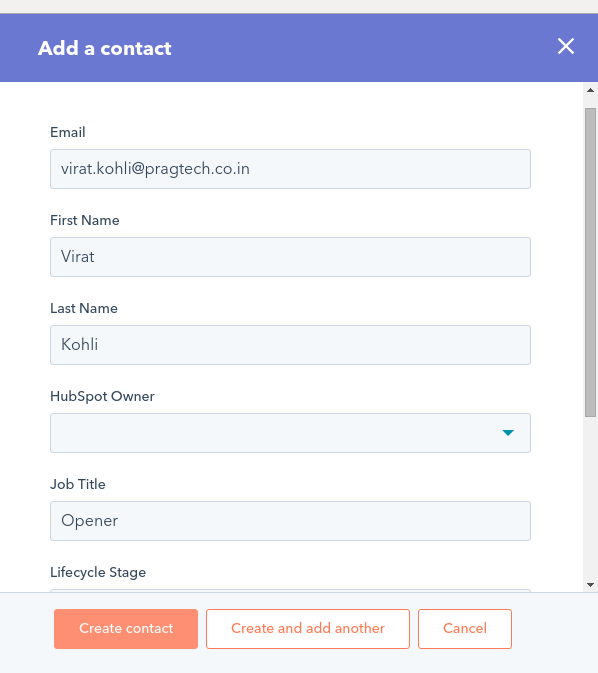 Add a contact
Email
virat.kohli@pragtech.co.in
First Name
Virat
Last Name
Kohli
HubSpot Owner
Job Title
Opener
Lifecycle Stage
Create contact
Create and add another
Cancel